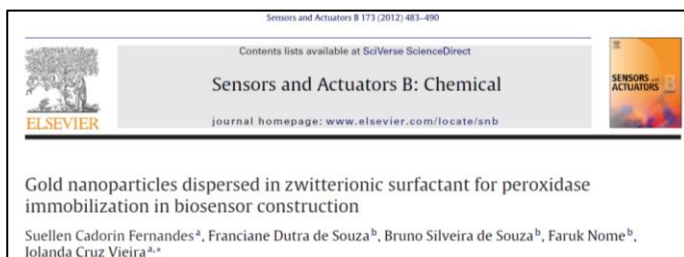 Sensors and Actuators B 173 (2012) 483–490
Contents lists available at SciVerse ScienceDirect
Sensors and Actuators B: Chemical
journal homepage: www.elsevier.com/locate/snb
ELSEVIER
SENSORS and
ACTUATORS
B
Gold nanoparticles dispersed in zwitterionic surfactant for peroxidase
immobilization in biosensor construction
Suellen Cadorin Fernandes a, Franciane Dutra de Souza b, Bruno Silveira de Souza b, Faruk Nome b,
Iolanda Cruz Vieira a,*